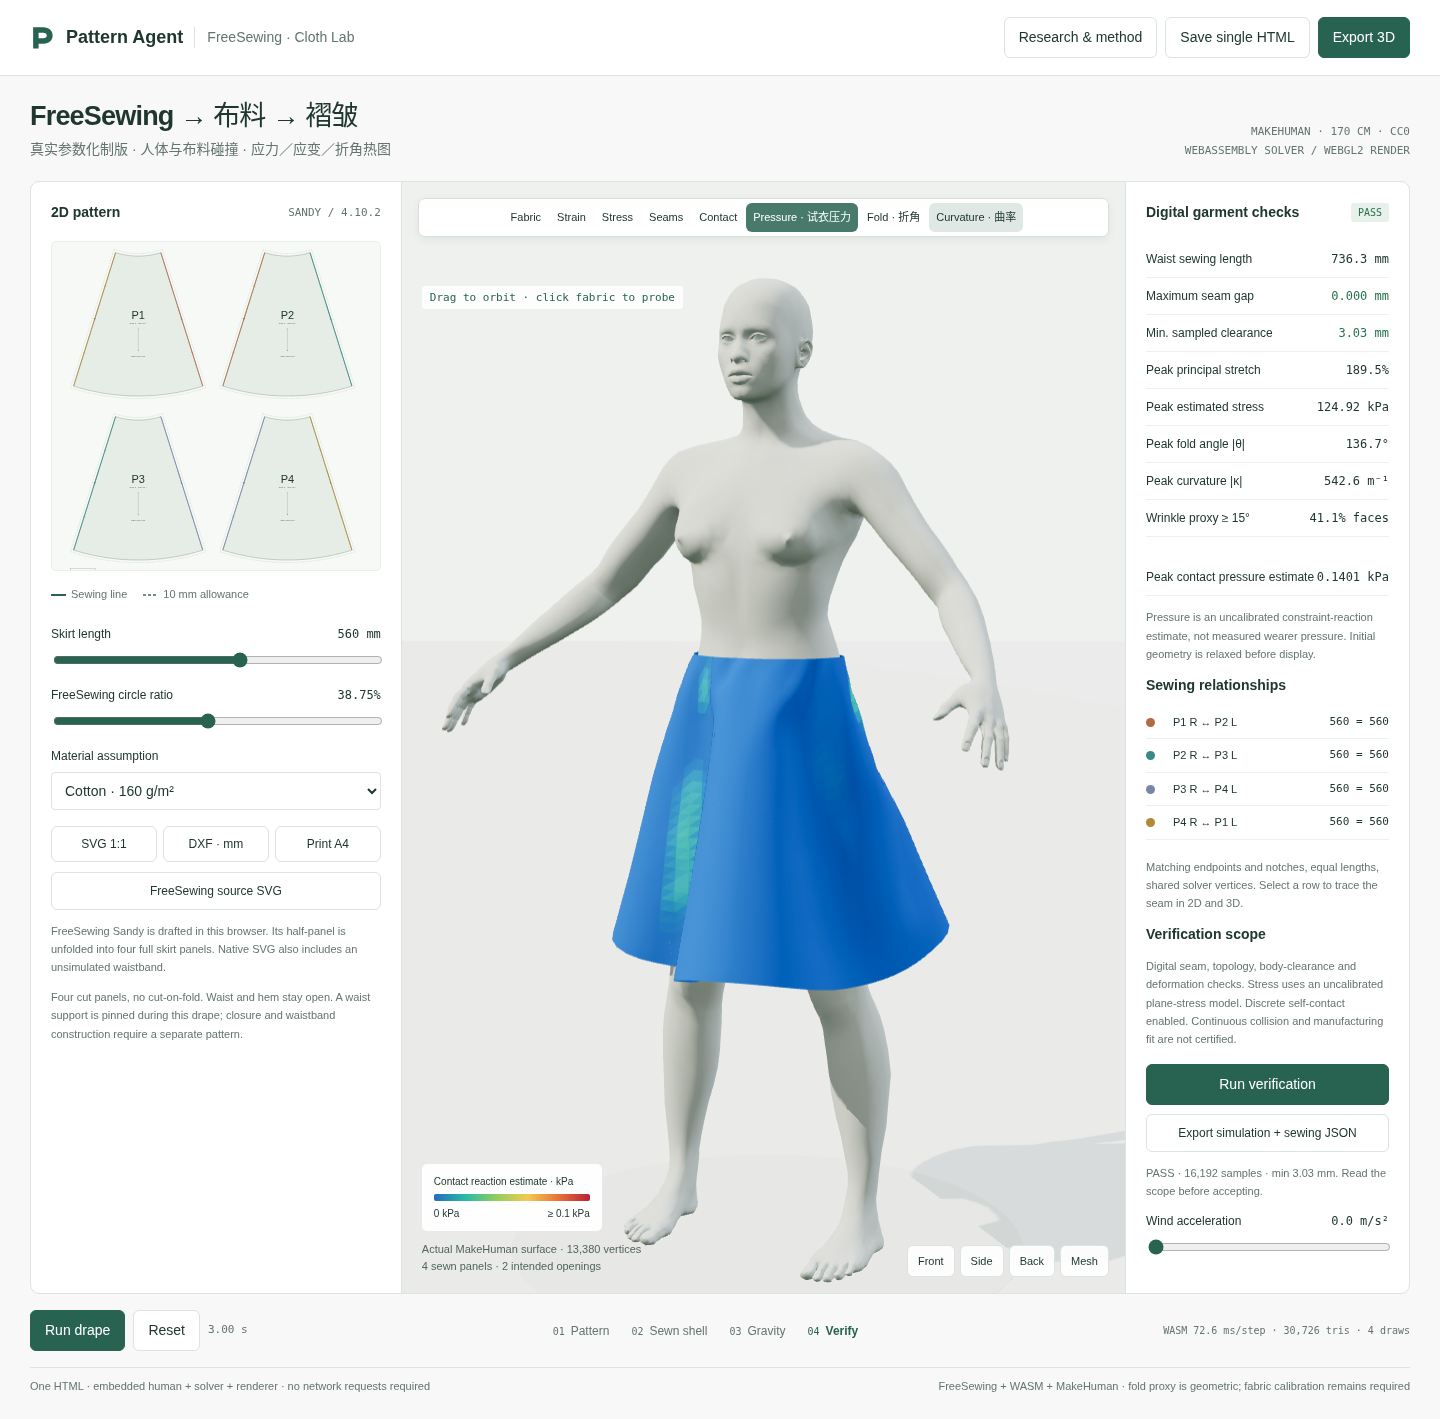 Pattern Agent
FreeSewing · Cloth Lab
Research & method
Save single HTML
Export 3D
FreeSewing → 布料 → 褶皱
真实参数化制版 · 人体与布料碰撞 · 应力／应变／折角热图
MAKEHUMAN · 170 CM · CC0
WEBASSEMBLY SOLVER / WEBGL2 RENDER
2D pattern
SANDY / 4.10.2
P1
P2
P3
P4
Sewing line
10 mm allowance
Skirt length
560 mm
FreeSewing circle ratio
38.75%
Material assumption
Cotton · 160 g/m²
SVG 1:1
DXF · mm
Print A4
FreeSewing source SVG
FreeSewing Sandy is drafted in this browser. Its half-panel is
unfolded into four full skirt panels. Native SVG also includes an
unsimulated waistband.
Four cut panels, no cut-on-fold. Waist and hem stay open. A waist
support is pinned during this drape; closure and waistband
construction require a separate pattern.
Fabric
Strain
Stress
Seams
Contact
Pressure · 试衣压力
Fold · 折角
Curvature · 曲率
Drag to orbit · click fabric to probe
Contact reaction estimate · kPa
0 kPa
≥ 0.1 kPa
Actual MakeHuman surface · 13,380 vertices
4 sewn panels · 2 intended openings
Front
Side
Back
Mesh
Digital garment checks
PASS
Waist sewing length
736.3 mm
Maximum seam gap
0.000 mm
Min. sampled clearance
3.03 mm
Peak principal stretch
189.5%
Peak estimated stress
124.92 kPa
Peak fold angle |θ|
136.7°
Peak curvature |κ|
542.6 m⁻¹
Wrinkle proxy ≥ 15°
41.1% faces
Peak contact pressure estimate
0.1401 kPa
Pressure is an uncalibrated constraint-reaction
estimate, not measured wearer pressure. Initial
geometry is relaxed before display.
Sewing relationships
P1 R ↔ P2 L
560 = 560
P2 R ↔ P3 L
560 = 560
P3 R ↔ P4 L
560 = 560
P4 R ↔ P1 L
560 = 560
Matching endpoints and notches, equal lengths,
shared solver vertices. Select a row to trace the
seam in 2D and 3D.
Verification scope
Digital seam, topology, body-clearance and
deformation checks. Stress uses an uncalibrated
plane-stress model. Discrete self-contact
enabled. Continuous collision and manufacturing
fit are not certified.
Run verification
Export simulation + sewing JSON
PASS · 16,192 samples · min 3.03 mm. Read the
scope before accepting.
Wind acceleration
0.0 m/s²
Run drape
Reset
3.00 s
01 Pattern
02 Sewn shell
03 Gravity
04 Verify
WASM 72.6 ms/step · 30,726 tris · 4 draws
One HTML · embedded human + solver + renderer · no network requests required
FreeSewing + WASM + MakeHuman · fold proxy is geometric; fabric calibration remains required